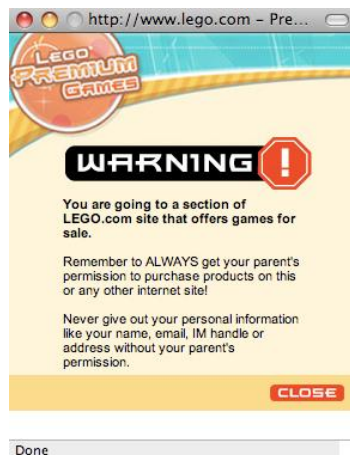 http://www.lego.com – Pre...
LEGO
PREMIUM
GAMES
WARNING
!
You are going to a section of
LEGO.com site that offers games for
sale.
Remember to ALWAYS get your parent's
permission to purchase products on this
or any other internet site!
Never give out your personal information
like your name, email, IM handle or
address without your parent's
permission.
CLOSE
Done